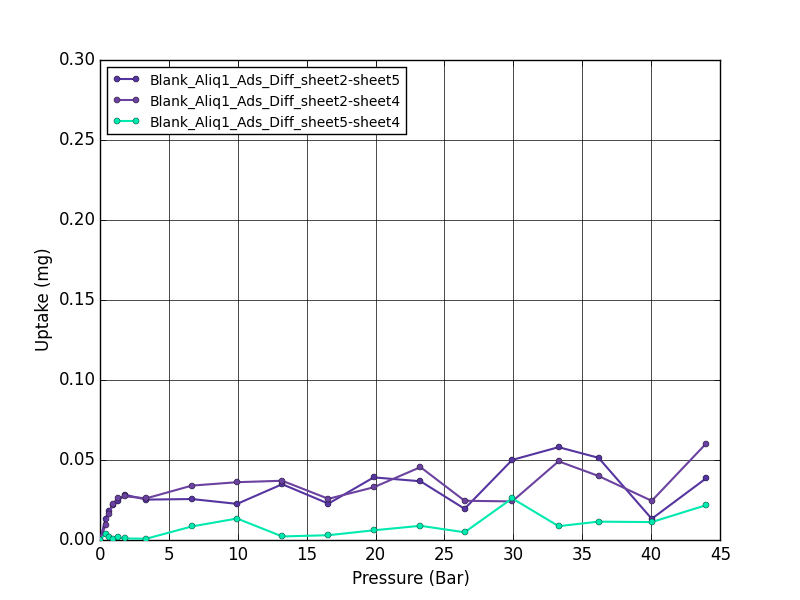 Blank_Aliq1_Ads_Diff_sheet2-sheet5
Blank_Aliq1_Ads_Diff_sheet2-sheet4
Blank_Aliq1_Ads_Diff_sheet5-sheet4
0.30
0.25
0.20
0.15
0.10
0.05
0.00
Uptake (mg)
0 5 10 15 20 25 30 35 40 45
Pressure (Bar)